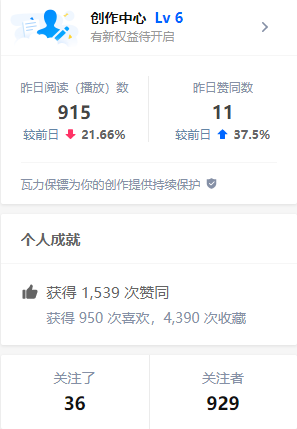 创作中心 Lv 6
有新权益待开启
昨日阅读（播放）数 昨日赞同数
915 11
较前日 21.66% 较前日 37.5%
瓦力保镖为你的创作提供持续保护
个人成就
获得 1,539 次赞同
获得 950 次喜欢，4,390 次收藏
关注了 关注者
36 929